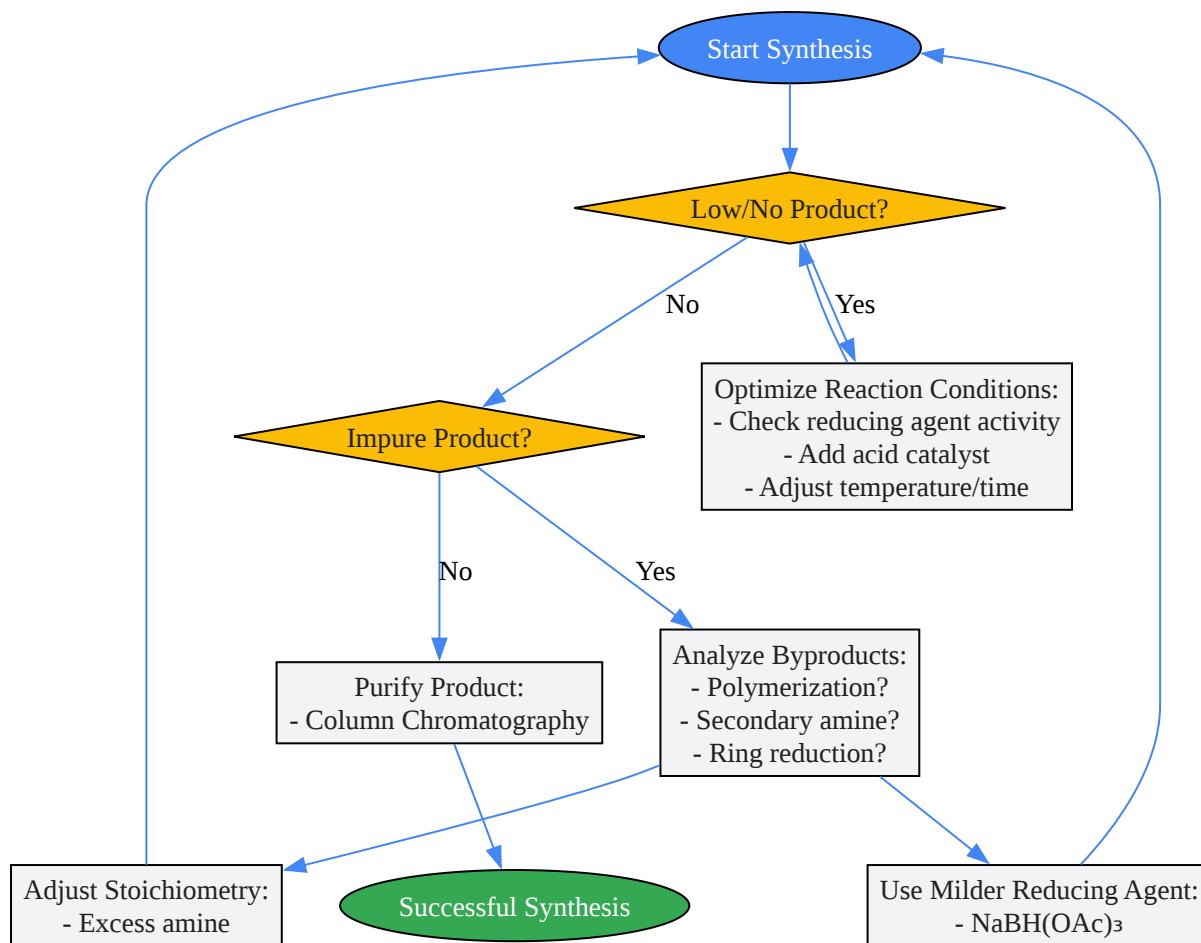 Start Synthesis
Low/No Product?
No
Yes
Optimize Reaction Conditions:
- Check reducing agent activity
- Add acid catalyst
- Adjust temperature/time
Impure Product?
No
Yes
Purify Product:
- Column Chromatography
Analyze Byproducts:
- Polymerization?
- Secondary amine?
- Ring reduction?
Adjust Stoichiometry:
- Excess amine
Successful Synthesis
Use Milder Reducing Agent:
- NaBH(OAc)₃